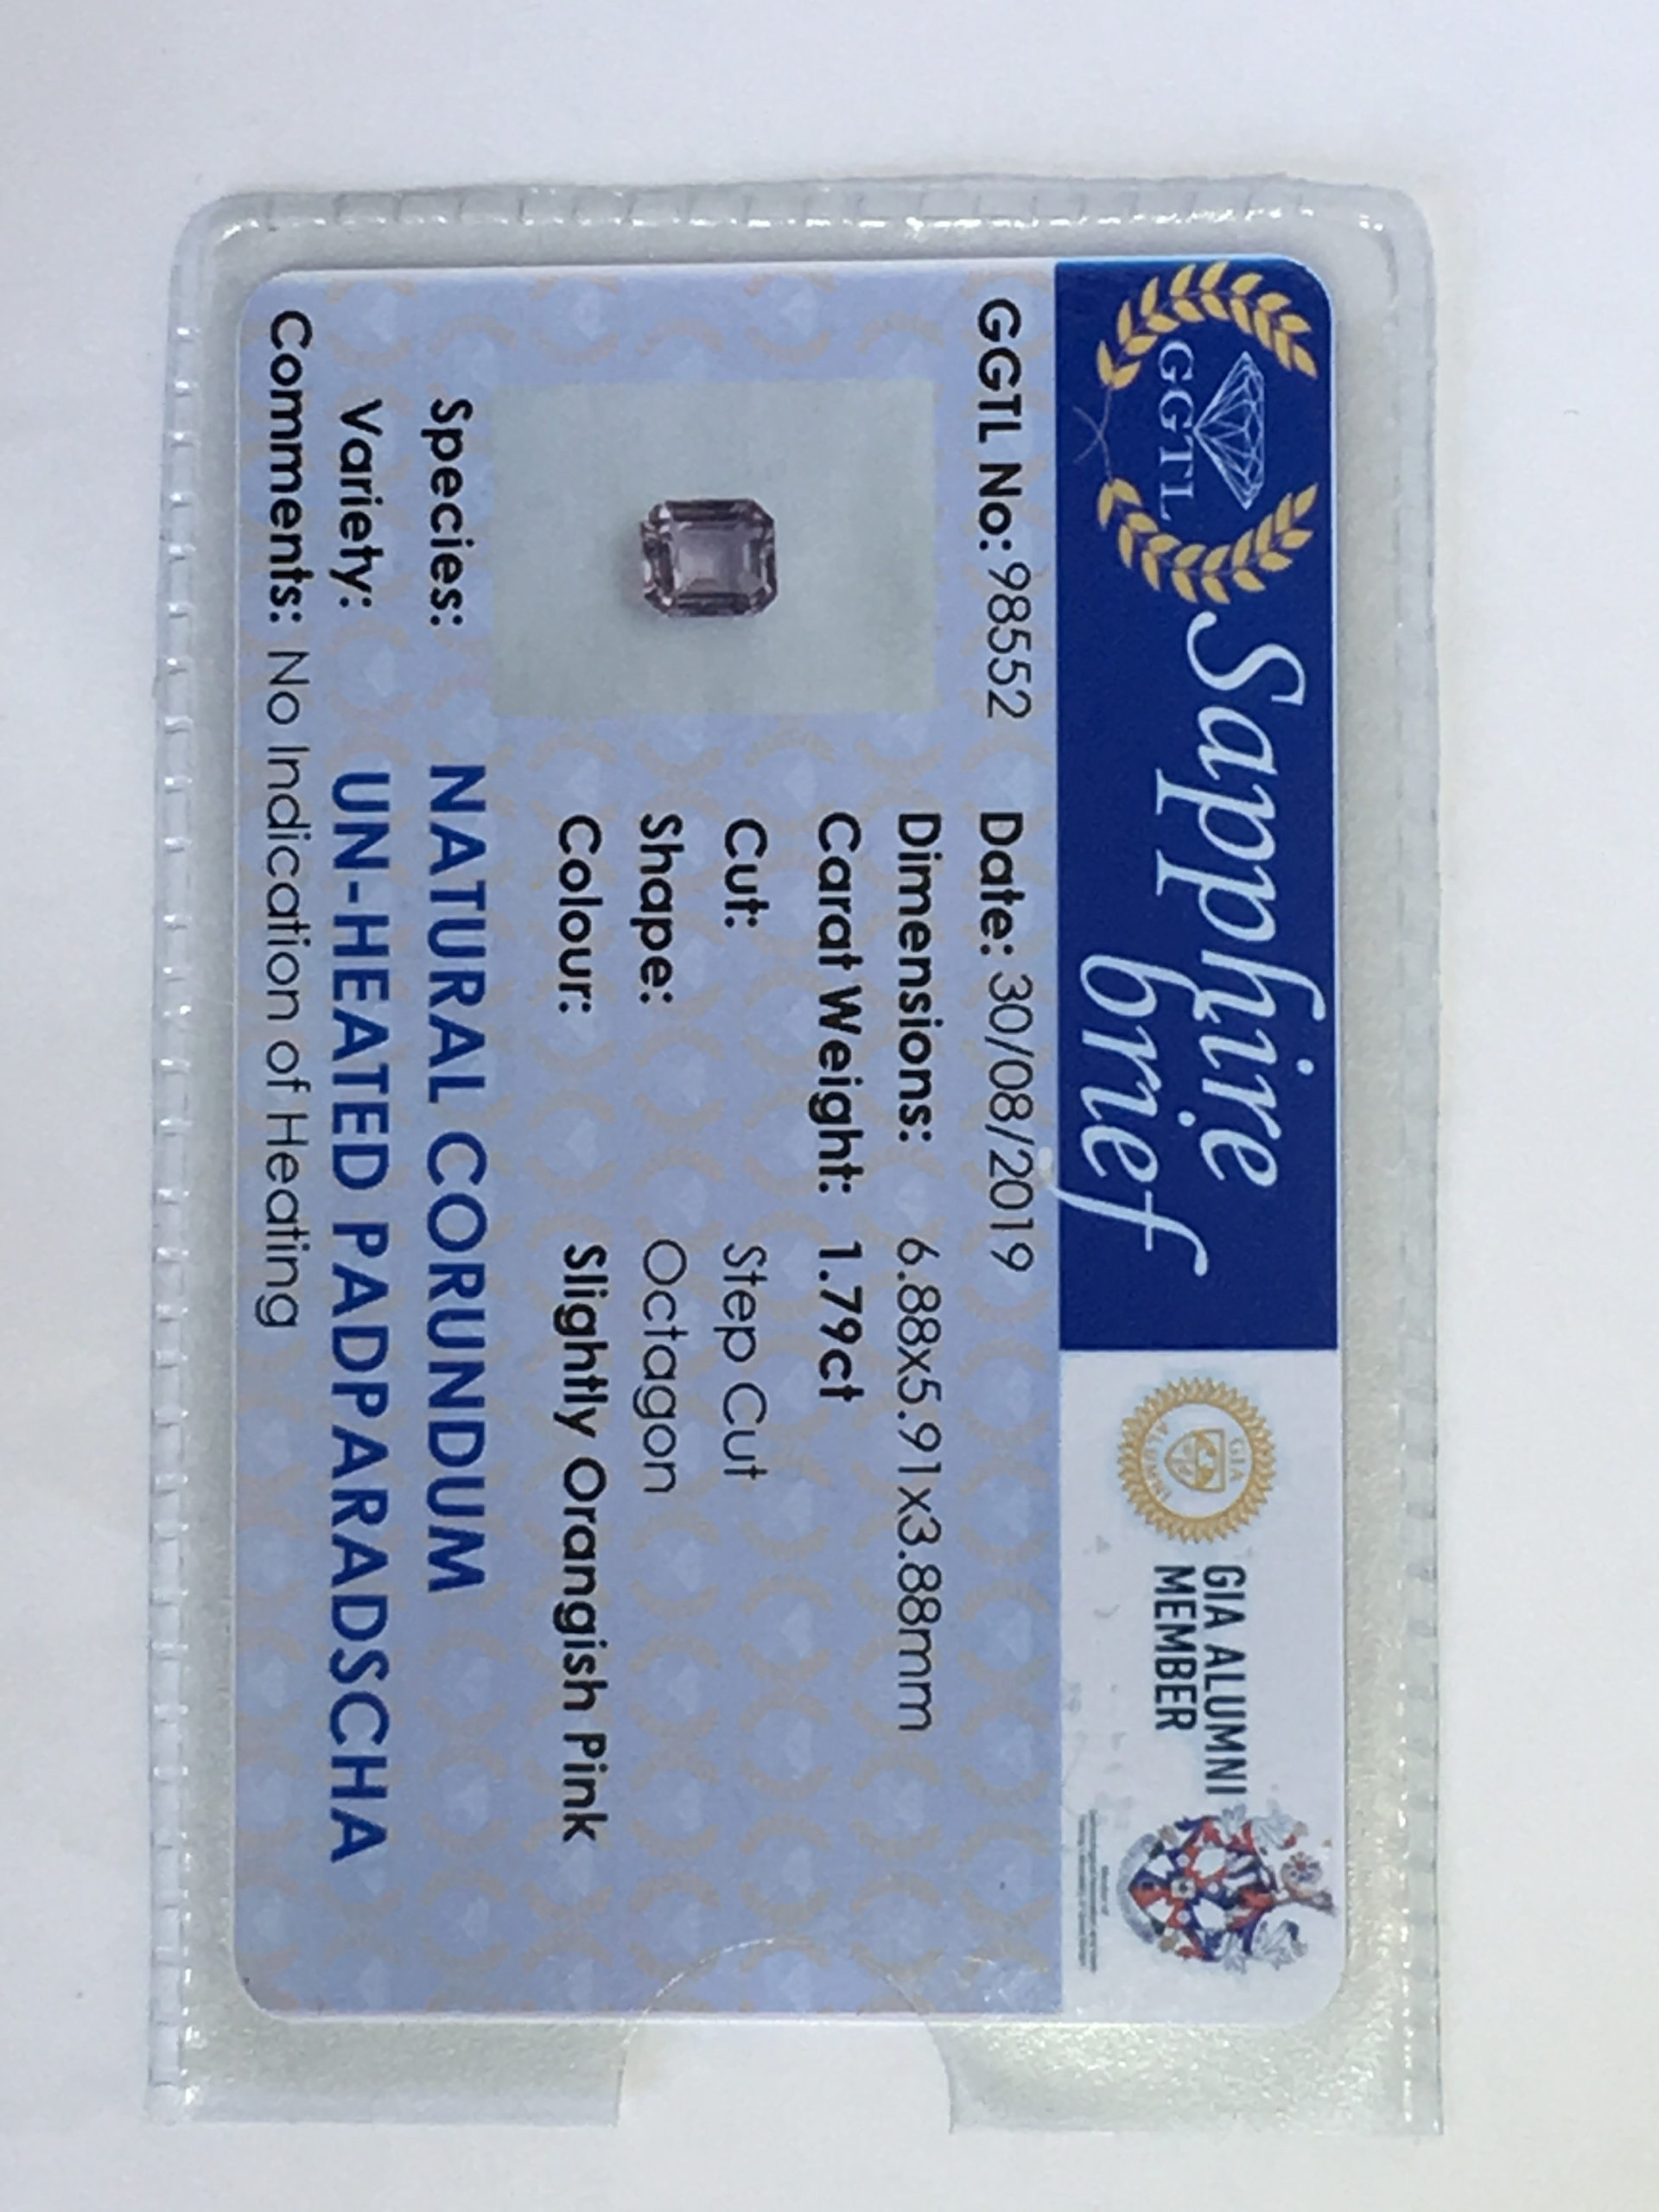 GGTL
Sapphire
brief
GIA
ALUMNI
GIA ALUMNI
MEMBER
GGTL No: 98552
Date: 30/08/2019
Dimensions: 6.88x5.91x3.88mm
Carat Weight: 1.79ct
Cut: Step Cut
Shape: Octagon
Colour: Slightly Orangish Pink
Species: NATURAL CORUNDUM
Variety: UN-HEATED PADPARADSCHA
Comments: No Indication of Heating